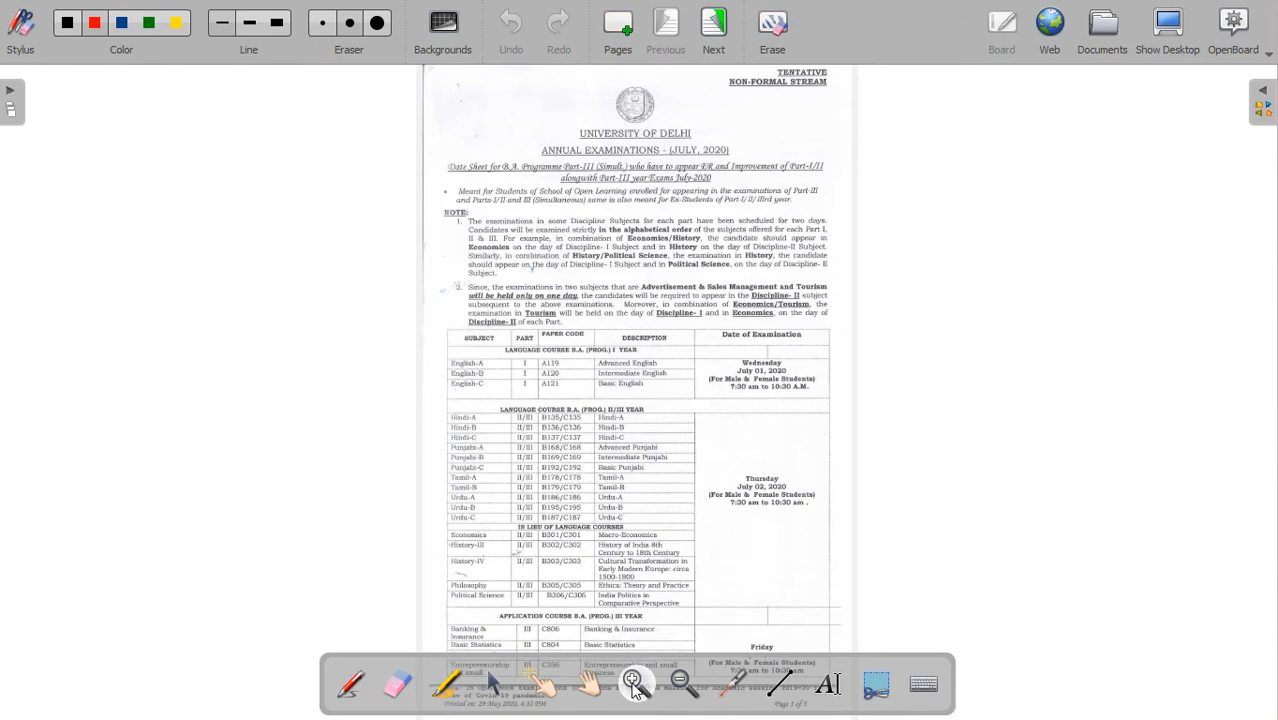 Stylus Color Line Eraser Backgrounds Undo Redo Pages Previous Next Erase Board Web Documents Show Desktop OpenBoard
TENTATIVE
NON-FORMAL STREAM
UNIVERSITY OF DELHI
ANNUAL EXAMINATIONS - (JULY, 2020)
Date Sheet for B.A. Programme Part-III (Simult.) who have to appear ER and Improvement of Part-I/II
alongwith Part-III year Exams July-2020
• Meant for Students of School of Open Learning enrolled for appearing in the examinations of Part-III
and Parts-I/II and III (Simultaneous) same is also meant for Ex-Students of Part-I/ II/ IIIrd year.
NOTE:
1. The examinations in some Discipline Subjects for each part have been scheduled for two days.
Candidates will be examined strictly in the alphabetical order of the subjects offered for each Part I,
II & III. For example, in combination of Economics/History, the candidate should appear in
Economics on the day of Discipline- I Subject and in History on the day of Discipline-II Subject.
Similarly, in combination of History/Political Science, the examination in History, the candidate
should appear on the day of Discipline- I Subject and in Political Science, on the day of Discipline- II
Subject.
2. Since, the examinations in two subjects that are Advertisement & Sales Management and Tourism
will be held only on one day, the candidates will be required to appear in the Discipline- II subject
subsequent to the above examinations. Moreover, in combination of Economics/Tourism, the
examination in Tourism will be held on the day of Discipline- I and in Economics, on the day of
Discipline- II of each Part.
SUBJECT PART PAPER CODE DESCRIPTION Date of Examination
LANGUAGE COURSE B.A. (PROG.) I YEAR
English-A I A119 Advanced English
English-B I A120 Intermediate English
English-C I A121 Basic English
Wednesday
July 01, 2020
(For Male & Female Students)
7:30 am to 10:30 A.M.
LANGUAGE COURSE B.A. (PROG.) II/III YEAR
Hindi-A II/III B135/C135 Hindi-A
Hindi-B II/III B136/C136 Hindi-B
Hindi-C II/III B137/C137 Hindi-C
Punjabi-A II/III B168/C168 Advanced Punjabi
Punjabi-B II/III B169/C169 Intermediate Punjabi
Punjabi-C II/III B192/C192 Basic Punjabi
Tamil-A II/III B178/C178 Tamil-A
Tamil-B II/III B179/C179 Tamil-B
Urdu-A II/III B186/C186 Urdu-A
Urdu-B II/III B195/C195 Urdu-B
Urdu-C II/III B187/C187 Urdu-C
Thursday
July 02, 2020
(For Male & Female Students)
7:30 am to 10:30 am .
IN LIEU OF LANGUAGE COURSES
Economics II/III B301/C301 Macro-Economics
History-III II/III B302/C302 History of India 8th
Century to 18th Century
History-IV II/III B303/C303 Cultural Transformation in
Early Modern Europe: circa
1500-1800
Philosophy II/III B305/C305 Ethics: Theory and Practice
Political Science II/III B306/C306 India Politics in
Comparative Perspective
APPLICATION COURSE B.A. (PROG.) III YEAR
Banking & III C806 Banking & Insurance
Insurance
Basic Statistics III C804 Basic Statistics
Friday
Entrepreneurship III C356 Entrepreneurship and small
and small business
(For Male & Female Students)
Printed on: 29 May 2020, 4:32 PM
Page 1 of 5
AI